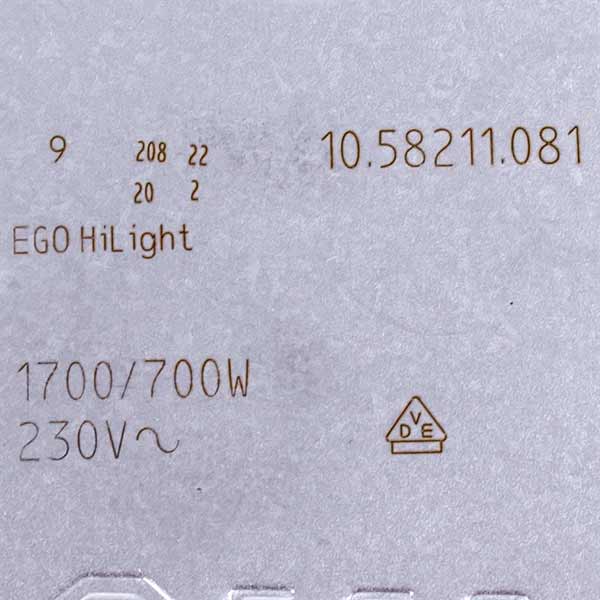 9 208 22 10.58211.081
20 2
EGO HiLight
1700/700W
230V~
VDE